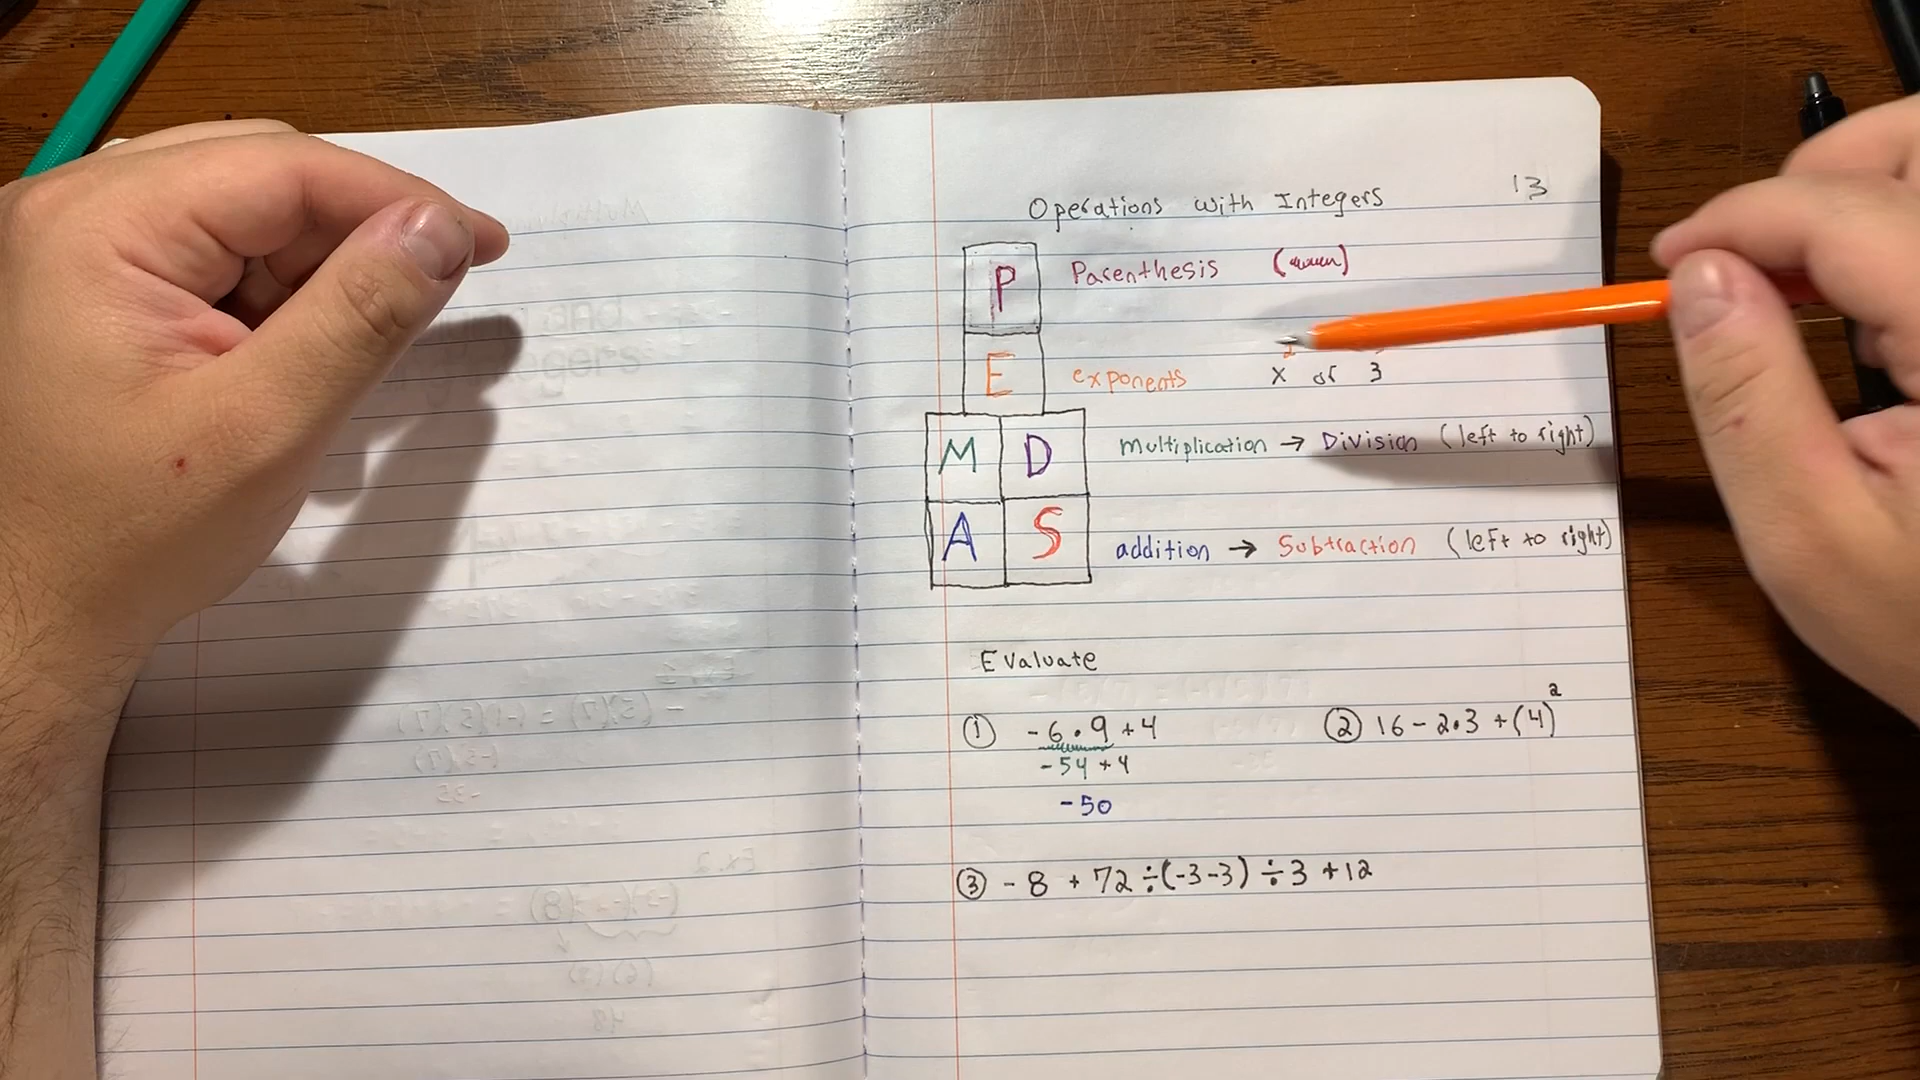 Operations with Integers 13
P Parenthesis ( )
E exponents x² or 3
M D Multiplication → Division (left to right)
A S addition → Subtraction (left to right)
Evaluate
① -6 • 9 + 4 ② 16 - 2•3 + (4)²
-54 + 4
-50
③ - 8 + 72 ÷ (-3-3) ÷ 3 + 12